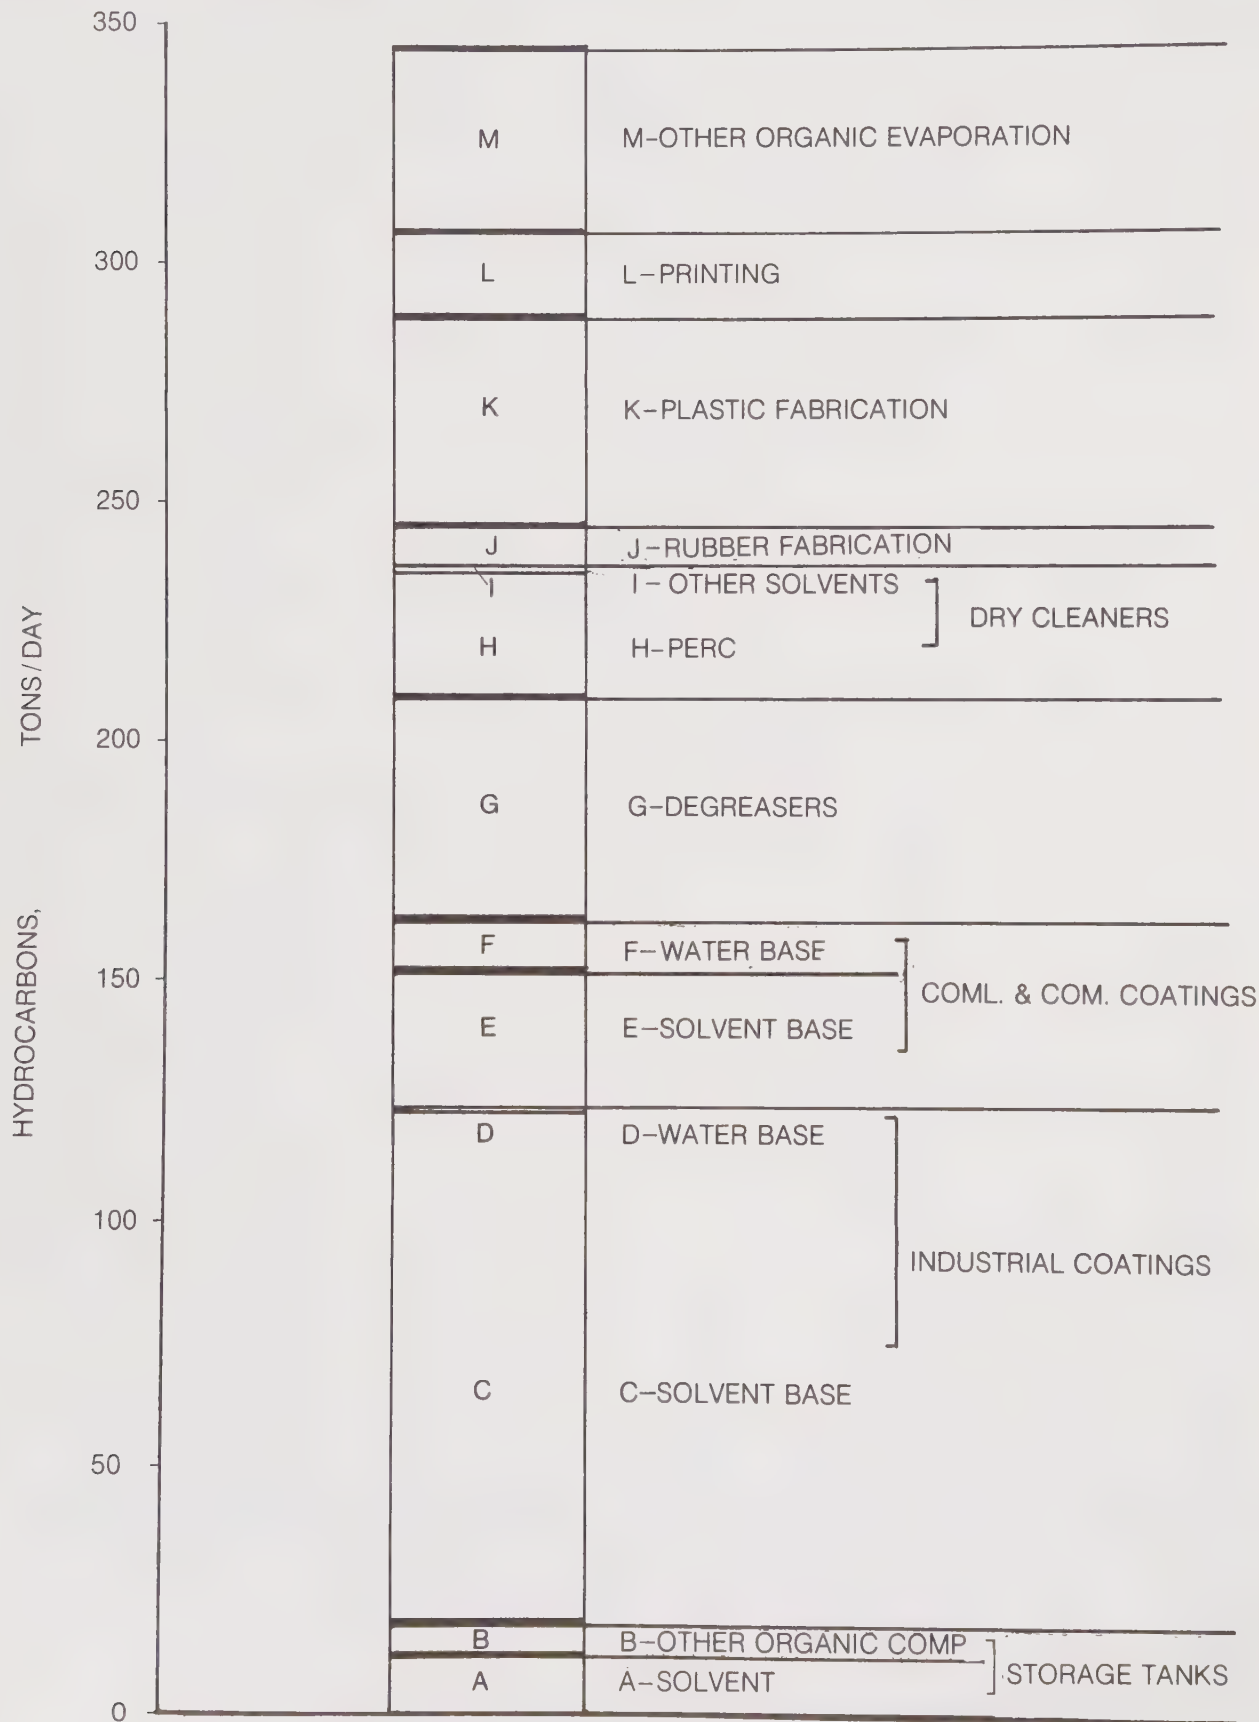 350
M M-OTHER ORGANIC EVAPORATION
300 L L-PRINTING
K K-PLASTIC FABRICATION
250
J J-RUBBER FABRICATION
I I-OTHER SOLVENTS
DRY CLEANERS
H H-PERC
200
G G-DEGREASERS
F F-WATER BASE
150
COML. & COM. COATINGS
E E-SOLVENT BASE
D D-WATER BASE
100
INDUSTRIAL COATINGS
C C-SOLVENT BASE
50
B B-OTHER ORGANIC COMP
STORAGE TANKS
A A-SOLVENT
0
HYDROCARBONS, TONS/DAY